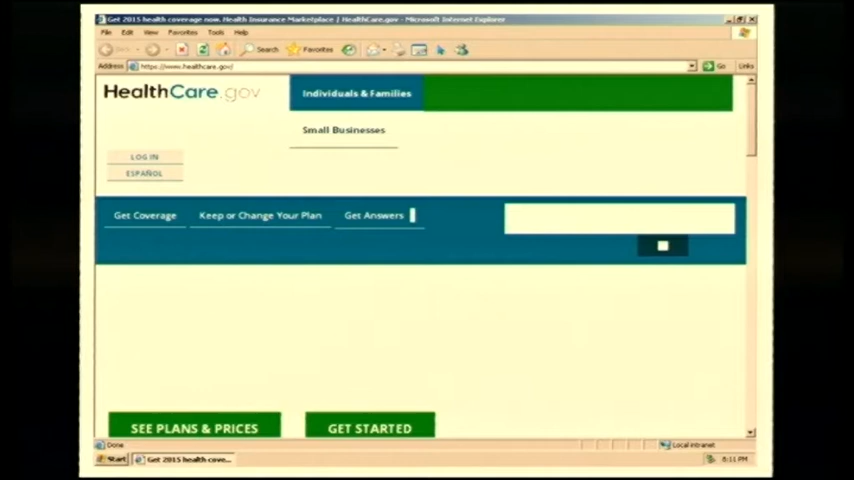 Get 2015 health coverage now. Health Insurance Marketplace | HealthCare.gov - Microsoft Internet Explorer
File Edit View Favorites Tools Help
Back Search Favorites
Address https://www.healthcare.gov/ Go Links
HealthCare.gov Individuals & Families
Small Businesses
LOG IN
ESPAÑOL
Get Coverage Keep or Change Your Plan Get Answers
SEE PLANS & PRICES GET STARTED
Done Local intranet
Start Get 2015 health cove... 8:11 PM